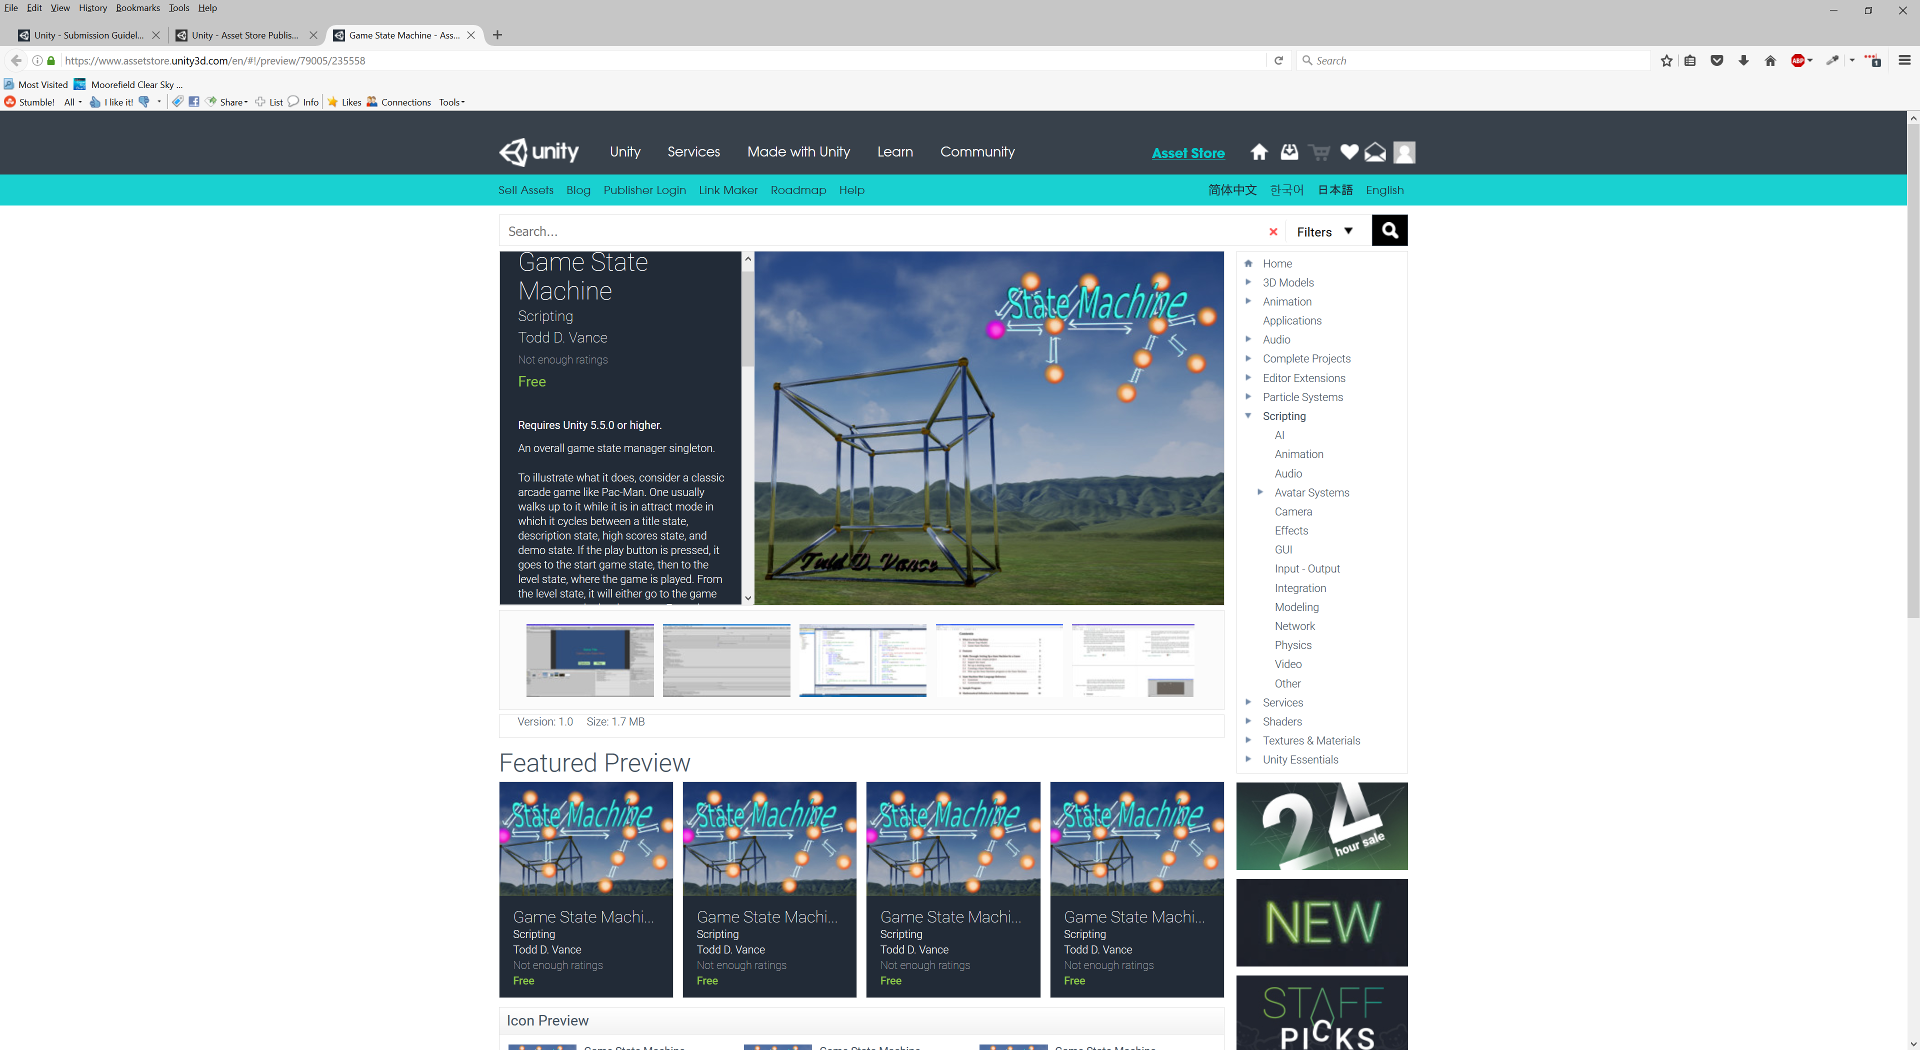 File Edit View History Bookmarks Tools Help
Unity - Submission Guidel...
Unity - Asset Store Publis...
Game State Machine - Ass...
https://www.assetstore.unity3d.com/en/#!/preview/79005/235558
Search
Most Visited
Moorefield Clear Sky ...
Stumble! All I like it! Share List Info Likes Connections Tools
unity
Unity Services Made with Unity Learn Community
Asset Store
Sell Assets Blog Publisher Login Link Maker Roadmap Help
简体中文 한국어 日本語 English
Search...
Filters
Game State
Machine
Scripting
Todd D. Vance
Not enough ratings
Free
Requires Unity 5.5.0 or higher.
An overall game state manager singleton.
To illustrate what it does, consider a classic
arcade game like Pac-Man. One usually
walks up to it while it is in attract mode in
which it cycles between a title state,
description state, high scores state, and
demo state. If the play button is pressed, it
goes to the start game state, then to the
level state, where the game is played. From
the level state, it will either go to the game
State Machine
Todd D. Vance
Home
3D Models
Animation
Applications
Audio
Complete Projects
Editor Extensions
Particle Systems
Scripting
AI
Animation
Audio
Avatar Systems
Camera
Effects
GUI
Input - Output
Integration
Modeling
Network
Physics
Video
Other
Services
Shaders
Textures & Materials
Unity Essentials
Version: 1.0 Size: 1.7 MB
Featured Preview
State Machine
Game State Machi...
Scripting
Todd D. Vance
Not enough ratings
Free
State Machine
Game State Machi...
Scripting
Todd D. Vance
Not enough ratings
Free
State Machine
Game State Machi...
Scripting
Todd D. Vance
Not enough ratings
Free
State Machine
Game State Machi...
Scripting
Todd D. Vance
Not enough ratings
Free
24
hour sale
NEW
STAFF
PICKS
Icon Preview
Game State Machine
Game State Machine
Game State Machine